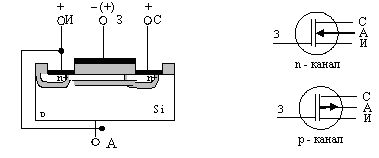 + – (+) +
И З С
n+ n+
p Si
А
С
З А
И
n - канал
С
З А
И
p - канал